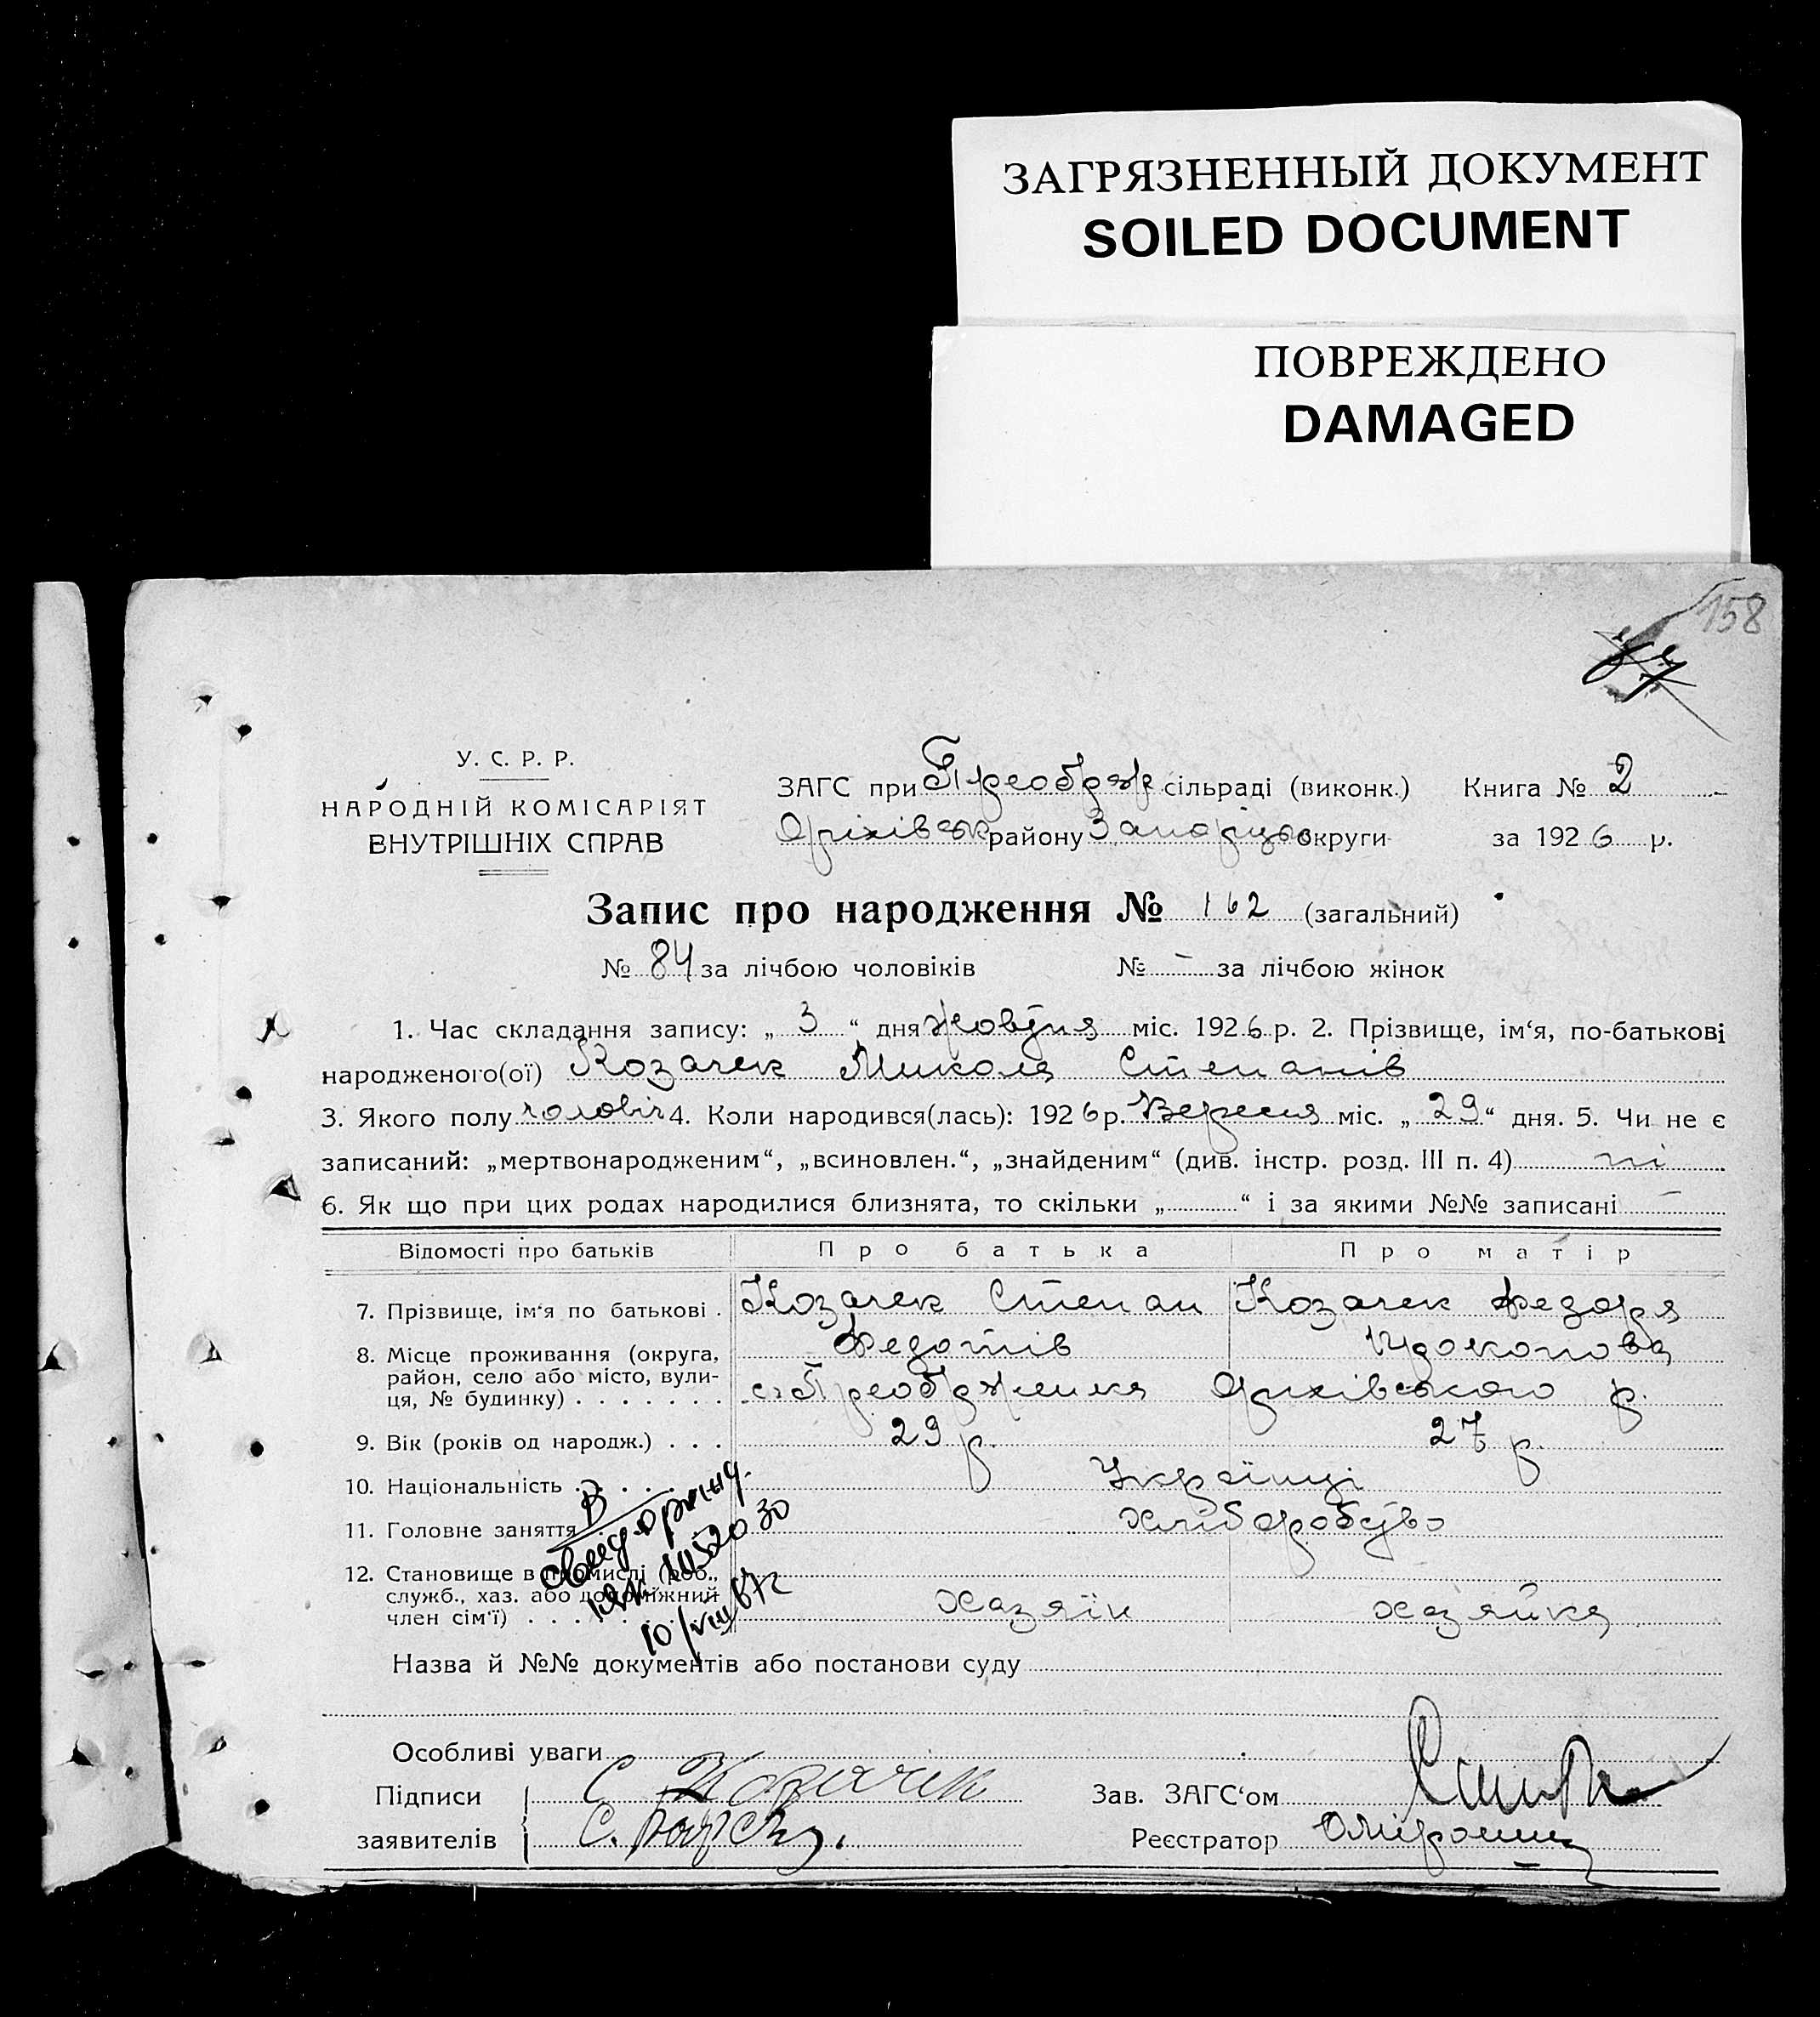 ЗАГРЯЗНЕННЫЙ ДОКУМЕНТ
SOILED DOCUMENT
ПОВРЕЖДЕНО
DAMAGED
158
У. С. Р. Р.
НАРОДНІЙ КОМІСАРІЯТ
ВНУТРІШНІХ СПРАВ
ЗАГС при Преображ сільраді (виконк.) Книга № 2
Оріхівськ району Запоріцьк округи за 1926 р.
Запис про народження № 162 (загальний)
№ 84 за лічбою чоловіків № - за лічбою жінок
1. Час складання запису: „ 3 “ дня жовтня міс. 1926 р. 2. Прізвище, ім‘я, по-батькові
народженого(ої) Козачек Микола Степанів
3. Якого полу чоловіч 4. Коли народився(лась): 1926 р. Вересня міс. „ 29 “ дня. 5. Чи не є
записаний: „мертвонародженим“, „всиновлен.“, „знайденим“ (див. інстр. розд. III п. 4) ні
6. Як що при цих родах народилися близнята, то скільки „ “ і за якими №№ записані —
Відомості про батьків Про батька Про матір
7. Прізвище, ім‘я по батькові . Козачек Степан Козачек Федора
Федотів Прокопова
8. Місце проживання (округа,
район, село або місто, вули-
ця, № будинку) . . . . . . . с. Преображенка Оріхівського р.
9. Вік (років од народж.) . . . 29 р. 27 р.
10. Національність . . . . . Українці
11. Головне заняття . Хліборобство
12. Становище в промислі (роб.,
служб., хаз. або допоміжний
член сім‘ї) . . . . Хазяїн хазяйка
В
10/VIII 67 г
Назва й №№ документів або постанови суду
Особливі уваги
Підписи С Козачек Зав. ЗАГС‘ом
заявителів С. Реєстратор